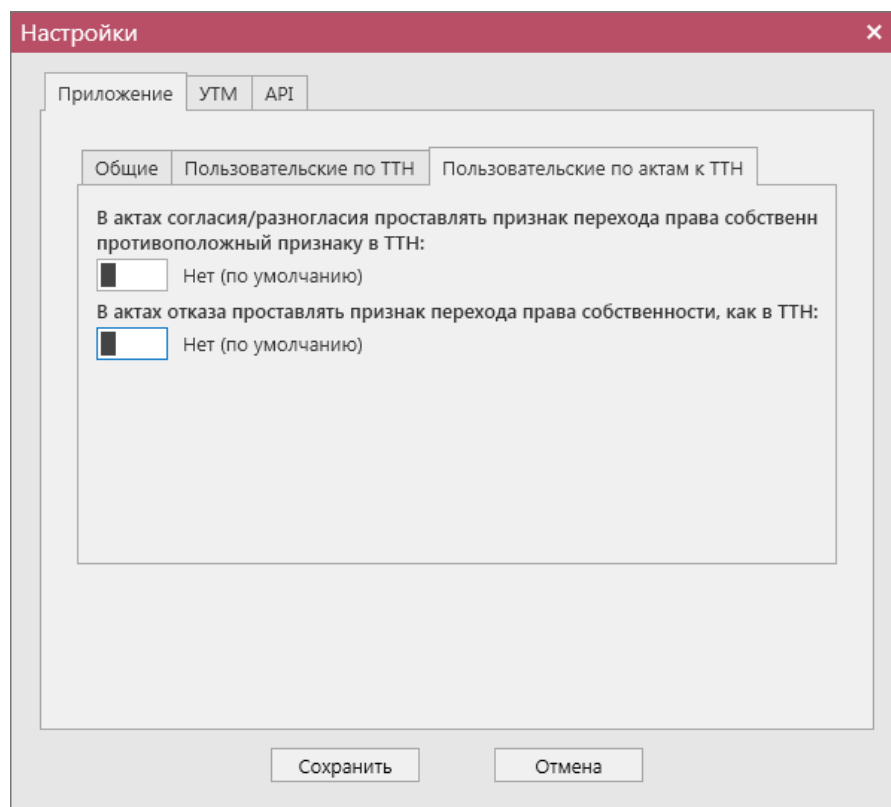 Настройки
Приложение УТМ API
Общие Пользовательские по ТТН Пользовательские по актам к ТТН
В актах согласия/разногласия проставлять признак перехода права собственн
противоположный признаку в ТТН:
Нет (по умолчанию)
В актах отказа проставлять признак перехода права собственности, как в ТТН:
Нет (по умолчанию)
Сохранить Отмена